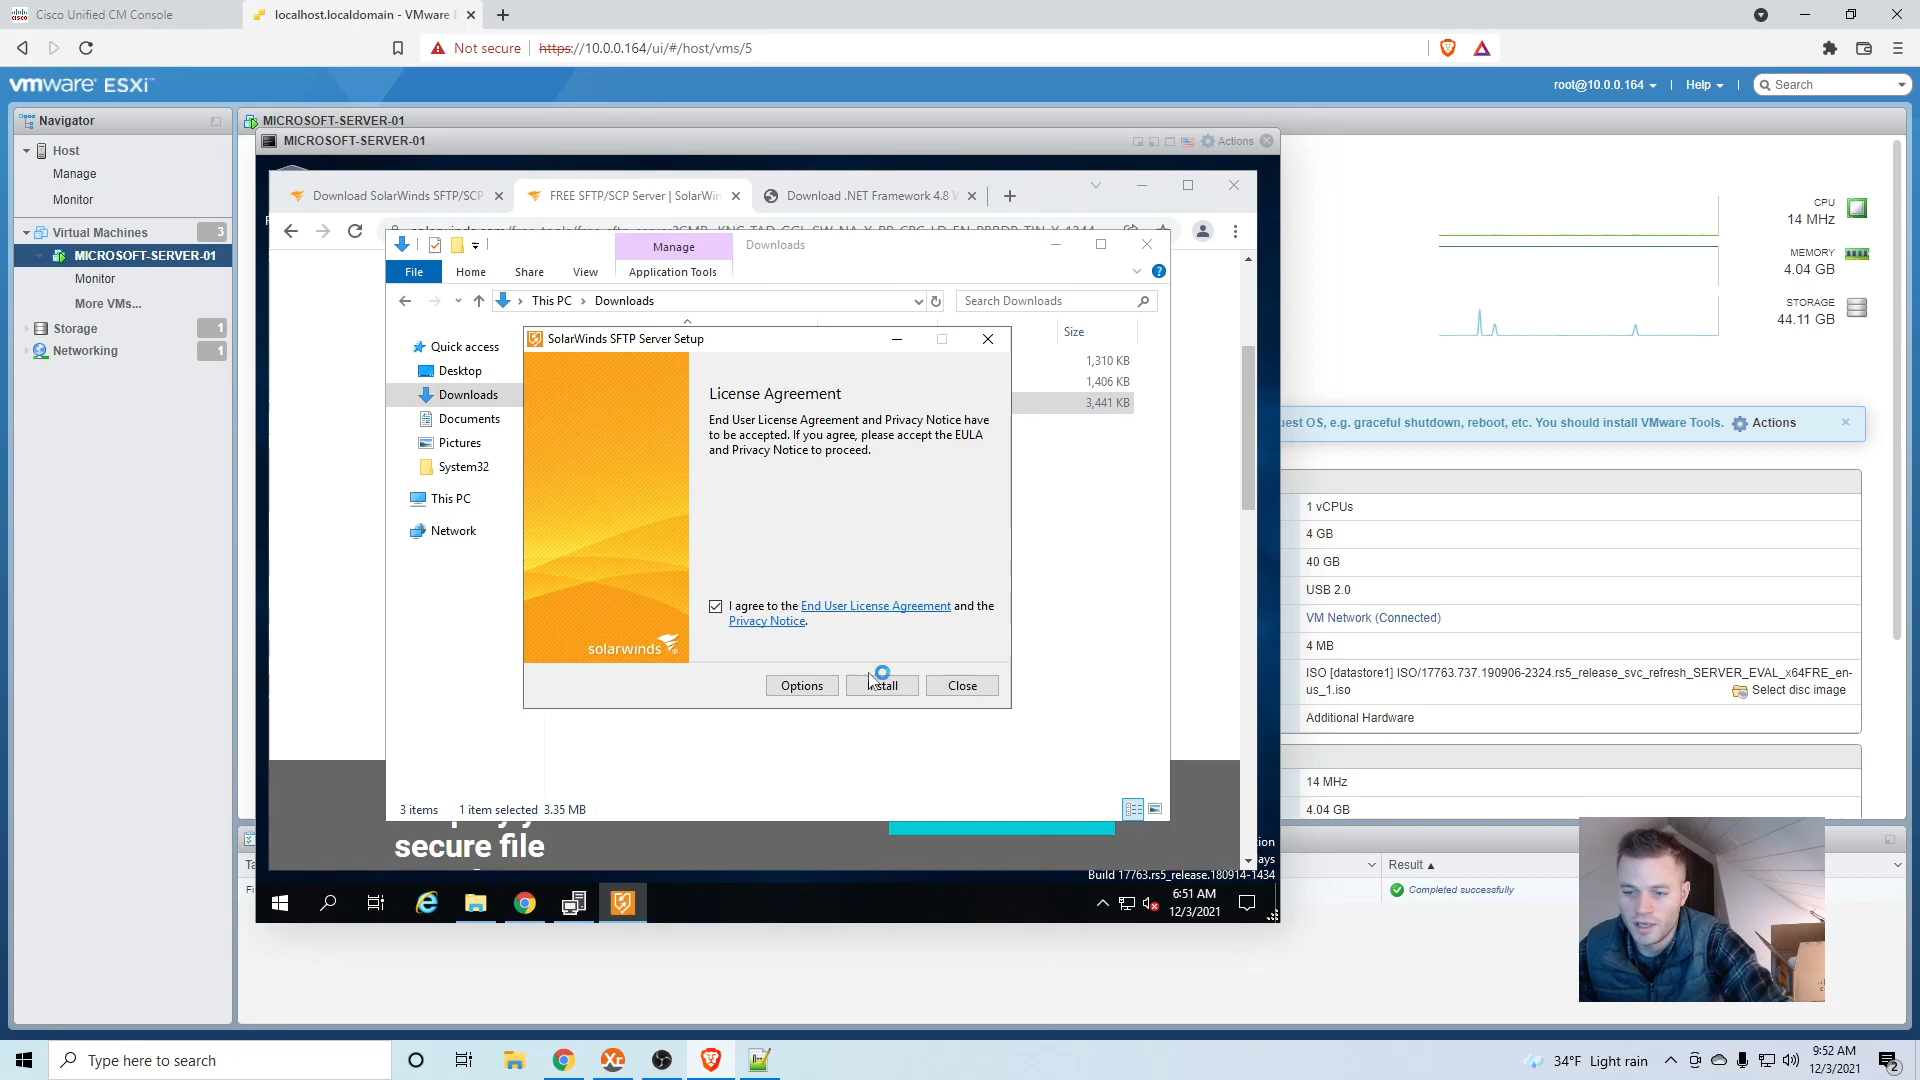 Cisco Unified CM Console
localhost.localdomain - VMware E
Not secure
https://10.0.0.164/ui/#/host/vms/5
vmware ESXi
root@10.0.0.164
Help
Search
Navigator
Host
Manage
Monitor
Virtual Machines
3
MICROSOFT-SERVER-01
Monitor
More VMs...
Storage
1
Networking
1
MICROSOFT-SERVER-01
MICROSOFT-SERVER-01
Actions
Download SolarWinds SFTP/SCP
FREE SFTP/SCP Server | SolarWin
Download .NET Framework 4.8
Manage
Downloads
File
Home
Share
View
Application Tools
This PC
Downloads
Search Downloads
Size
Quick access
Desktop
Downloads
Documents
Pictures
System32
This PC
Network
1,310 KB
1,406 KB
3,441 KB
SolarWinds SFTP Server Setup
License Agreement
End User License Agreement and Privacy Notice have
to be accepted. If you agree, please accept the EULA
and Privacy Notice to proceed.
I agree to the End User License Agreement and the
Privacy Notice.
solarwinds
Options
Close
3 items
1 item selected 3.35 MB
secure file
Build 17763.rs5_release.180914-1434
6:51 AM
12/3/2021
CPU
14 MHz
MEMORY
4.04 GB
STORAGE
44.11 GB
uest OS, e.g. graceful shutdown, reboot, etc. You should install VMware Tools.
Actions
1 vCPUs
4 GB
40 GB
USB 2.0
VM Network (Connected)
4 MB
ISO [datastore1] ISO/17763.737.190906-2324.rs5_release_svc_refresh_SERVER_EVAL_x64FRE_en-
us_1.iso
Select disc image
Additional Hardware
14 MHz
4.04 GB
Result
Completed successfully
Type here to search
34°F Light rain
9:52 AM
12/3/2021
2